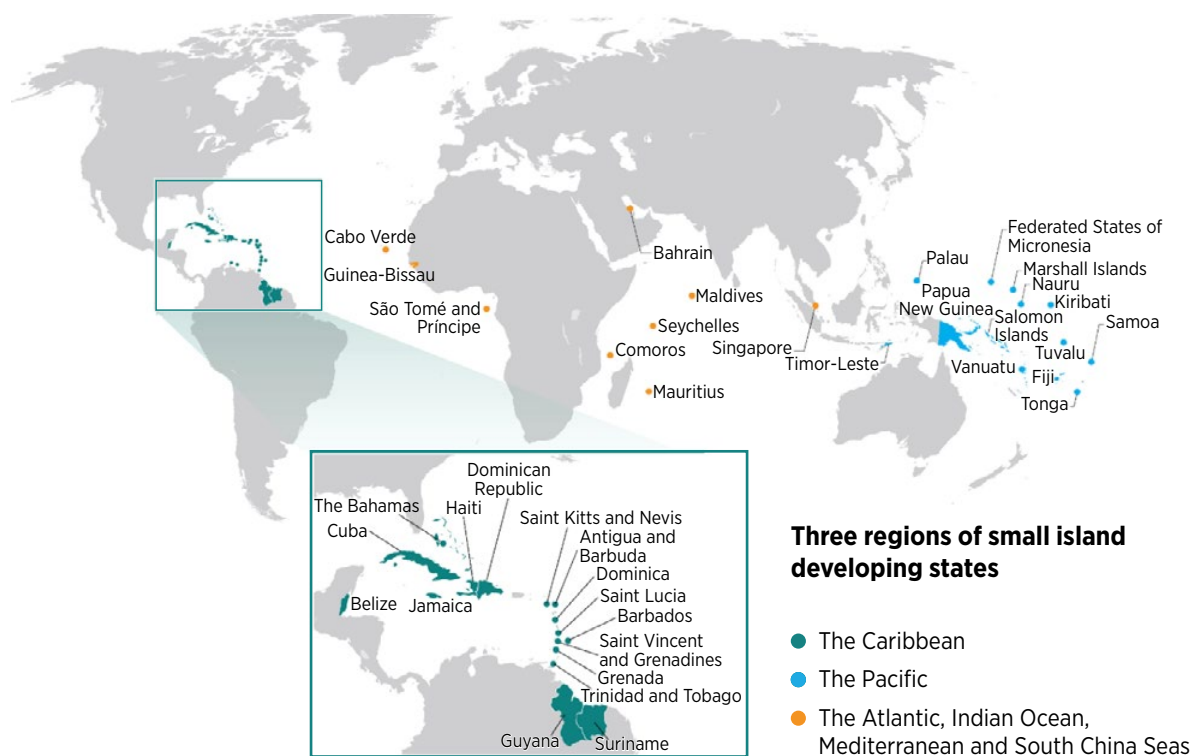 Cabo Verde
Guinea-Bissau
São Tomé and
Príncipe
Bahrain
Maldives
Seychelles
Comoros
Mauritius
Singapore
Timor-Leste
Palau
Papua
New Guinea
Federated States of
Micronesia
Marshall Islands
Nauru
Kiribati
Salomon
Islands
Samoa
Tuvalu
Vanuatu
Fiji
Tonga
Dominican
Republic
The Bahamas
Haiti
Cuba
Saint Kitts and Nevis
Antigua and
Barbuda
Dominica
Saint Lucia
Barbados
Belize
Jamaica
Saint Vincent
and Grenadines
Grenada
Trinidad and Tobago
Guyana
Suriname
Three regions of small island
developing states
The Caribbean
The Pacific
The Atlantic, Indian Ocean,
Mediterranean and South China Seas